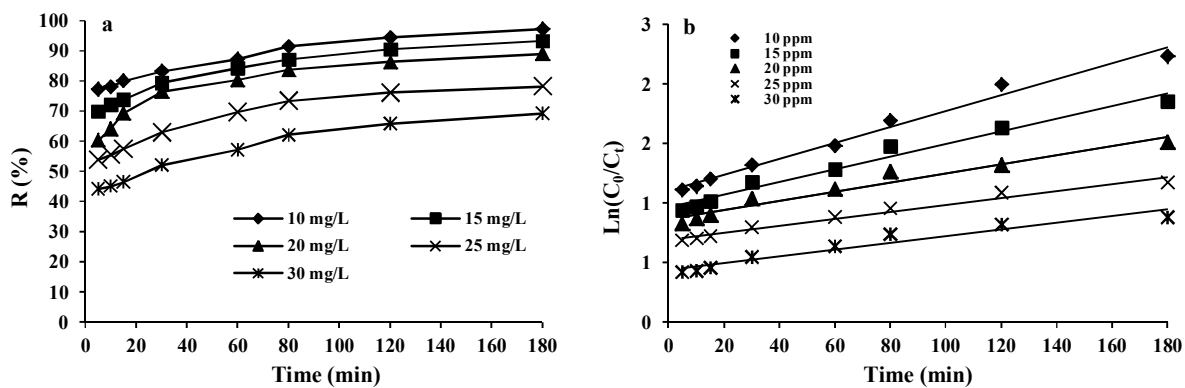 a
100
90
80
70
60
50
40
30
20
10
0
R (%)
10 mg/L
15 mg/L
20 mg/L
25 mg/L
30 mg/L
0 20 40 60 80 100 120 140 160 180
Time (min)
b
3
2
2
1
1
0
Ln(C₀/Cₜ)
10 ppm
15 ppm
20 ppm
25 ppm
30 ppm
0 20 40 60 80 100 120 140 160 180
Time (min)